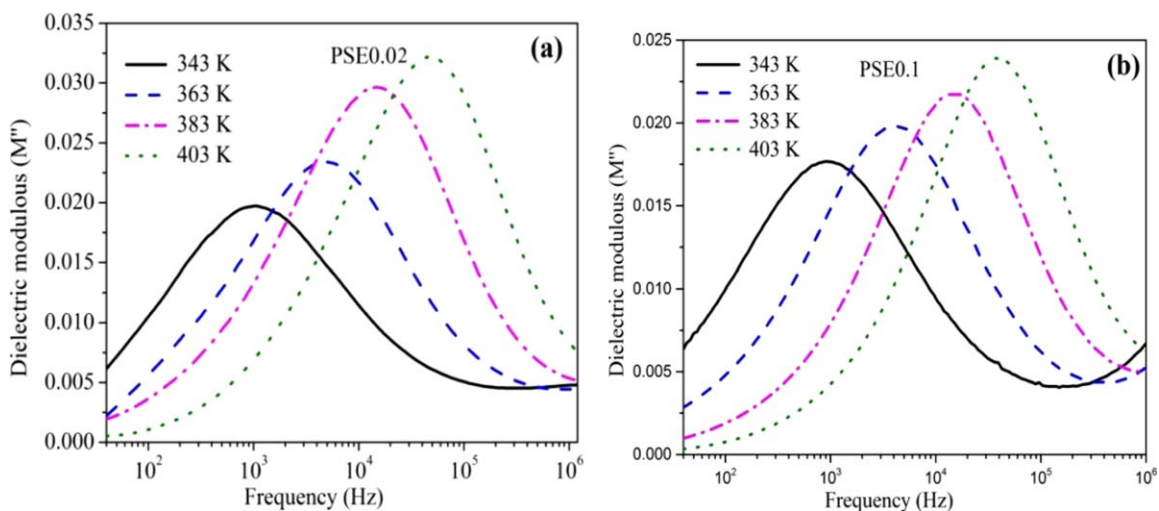 (a)
PSE0.02
343 K
363 K
383 K
403 K
Dielectric modulous (M")
0.035
0.030
0.025
0.020
0.015
0.010
0.005
0.000
10² 10³ 10⁴ 10⁵ 10⁶
Frequency (Hz)
(b)
PSE0.1
343 K
363 K
383 K
403 K
Dielectric modulous (M")
0.025
0.020
0.015
0.010
0.005
0.000
10² 10³ 10⁴ 10⁵ 10⁶
Frequency (Hz)